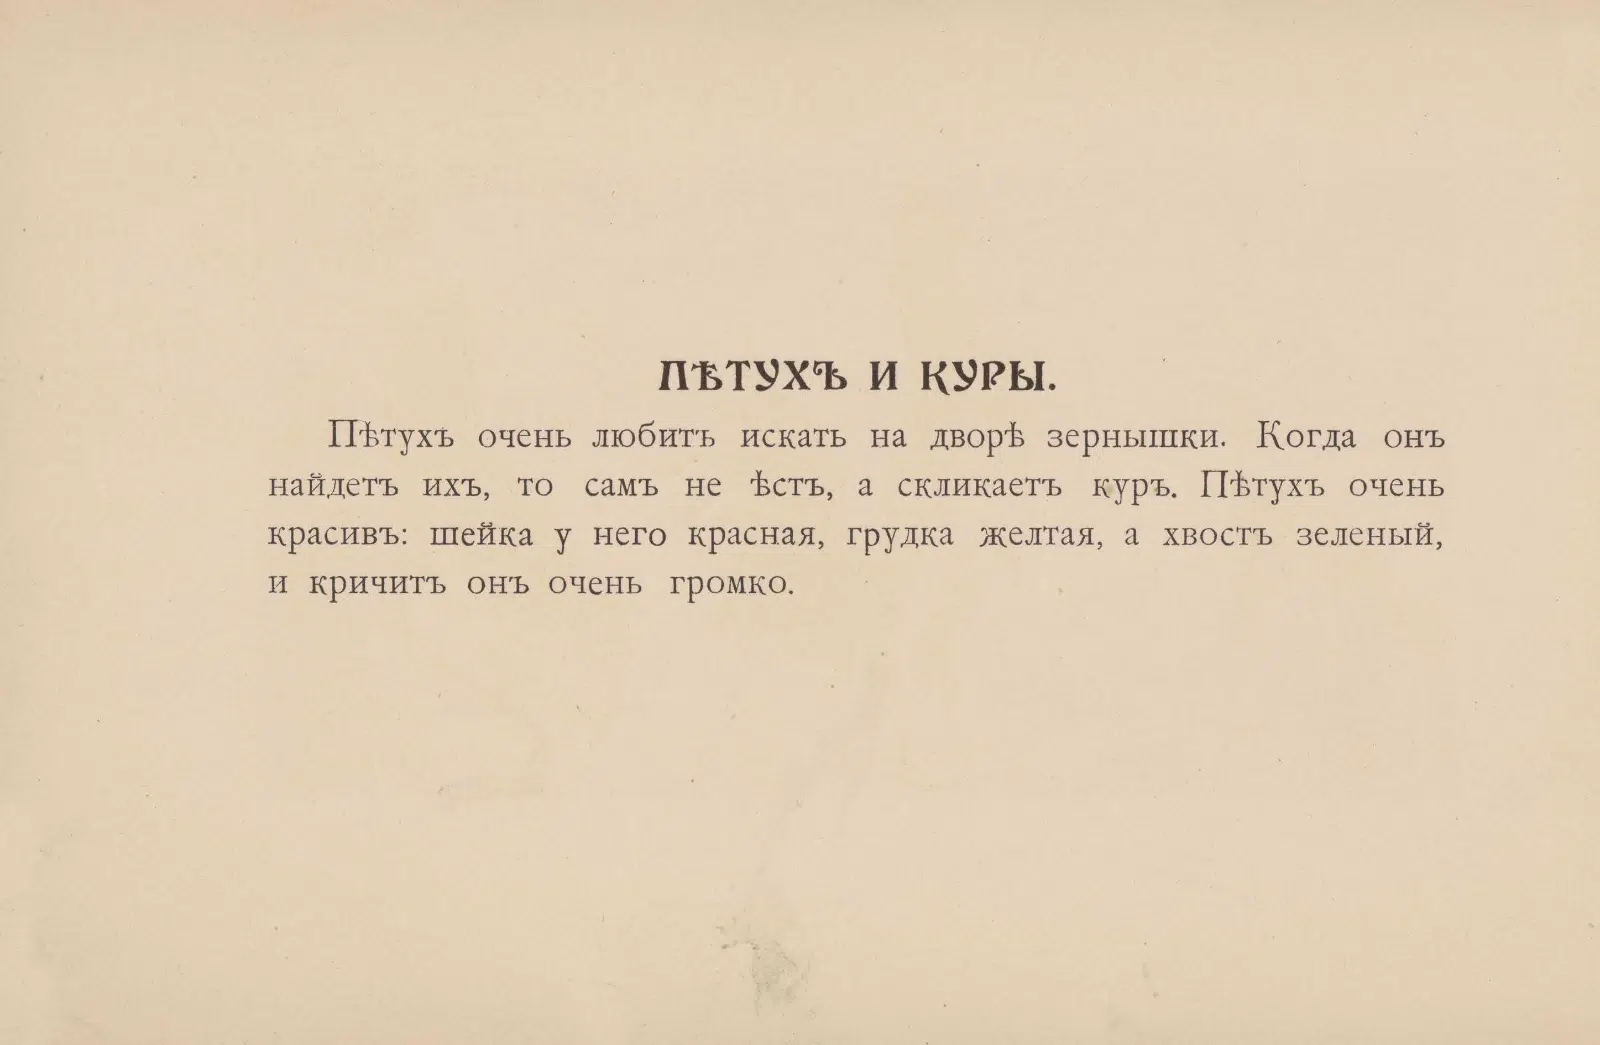 ПѢТУХЪ И КУРЫ.
Пѣтухъ очень любитъ искать на дворѣ зернышки. Когда онъ
найдетъ ихъ, то самъ не ѣстъ, а скликаетъ куръ. Пѣтухъ очень
красивъ: шейка у него красная, грудка желтая, а хвостъ зеленый,
и кричитъ онъ очень громко.